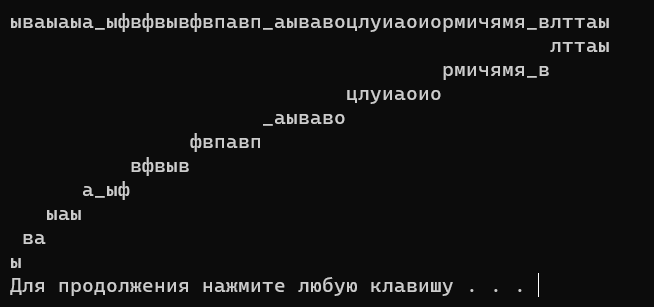 ываыаыа_ыфвфвывфвпавп_аывавоцлуиаоиормичямя_влттаы
лттаы
рмичямя_в
цлуиаоио
_аываво
фвпавп
вфвыв
а_ыф
ыаы
ва
ы
Для продолжения нажмите любую клавишу . . .